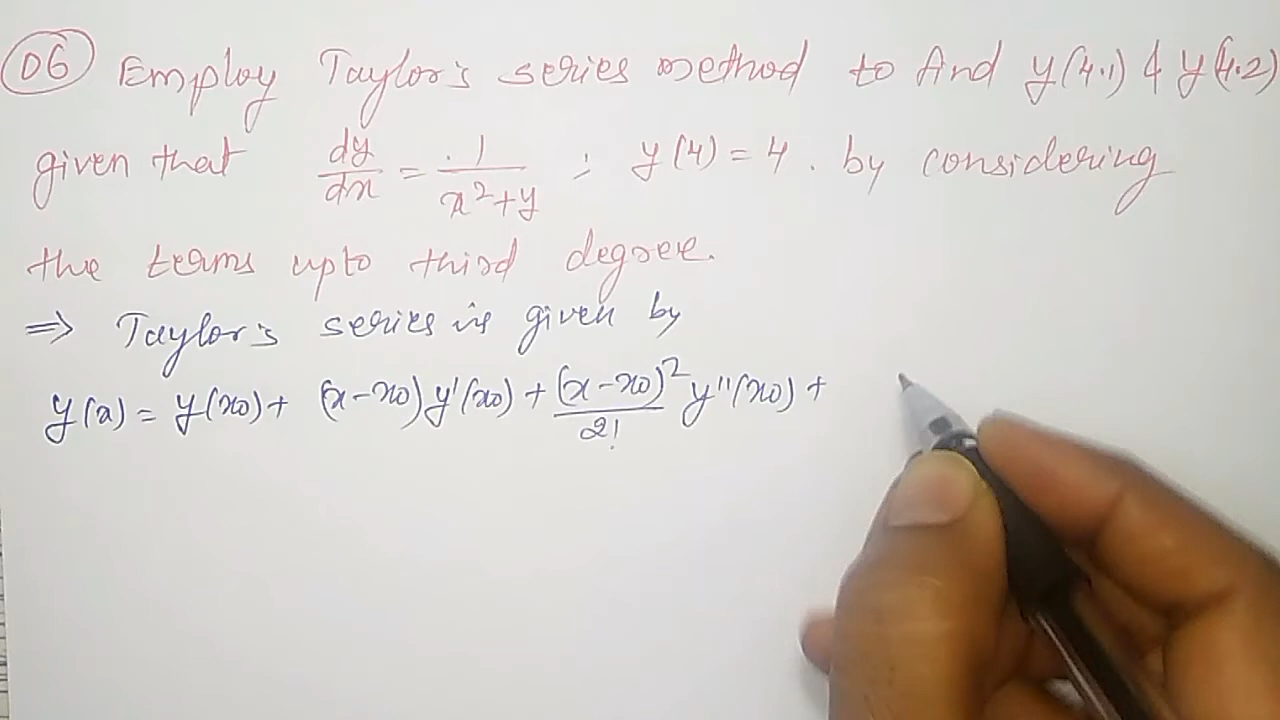 06 Employ Taylor's series method to find y(4.1) & y(4.2)
given that dy/dx = 1/(x²+y) ; y(4) = 4 . by considering
the terms upto third degree.
⇒ Taylor's series is given by
y(x) = y(x0) + (x-x0) y'(x0) + (x-x0)²/2! y''(x0) +